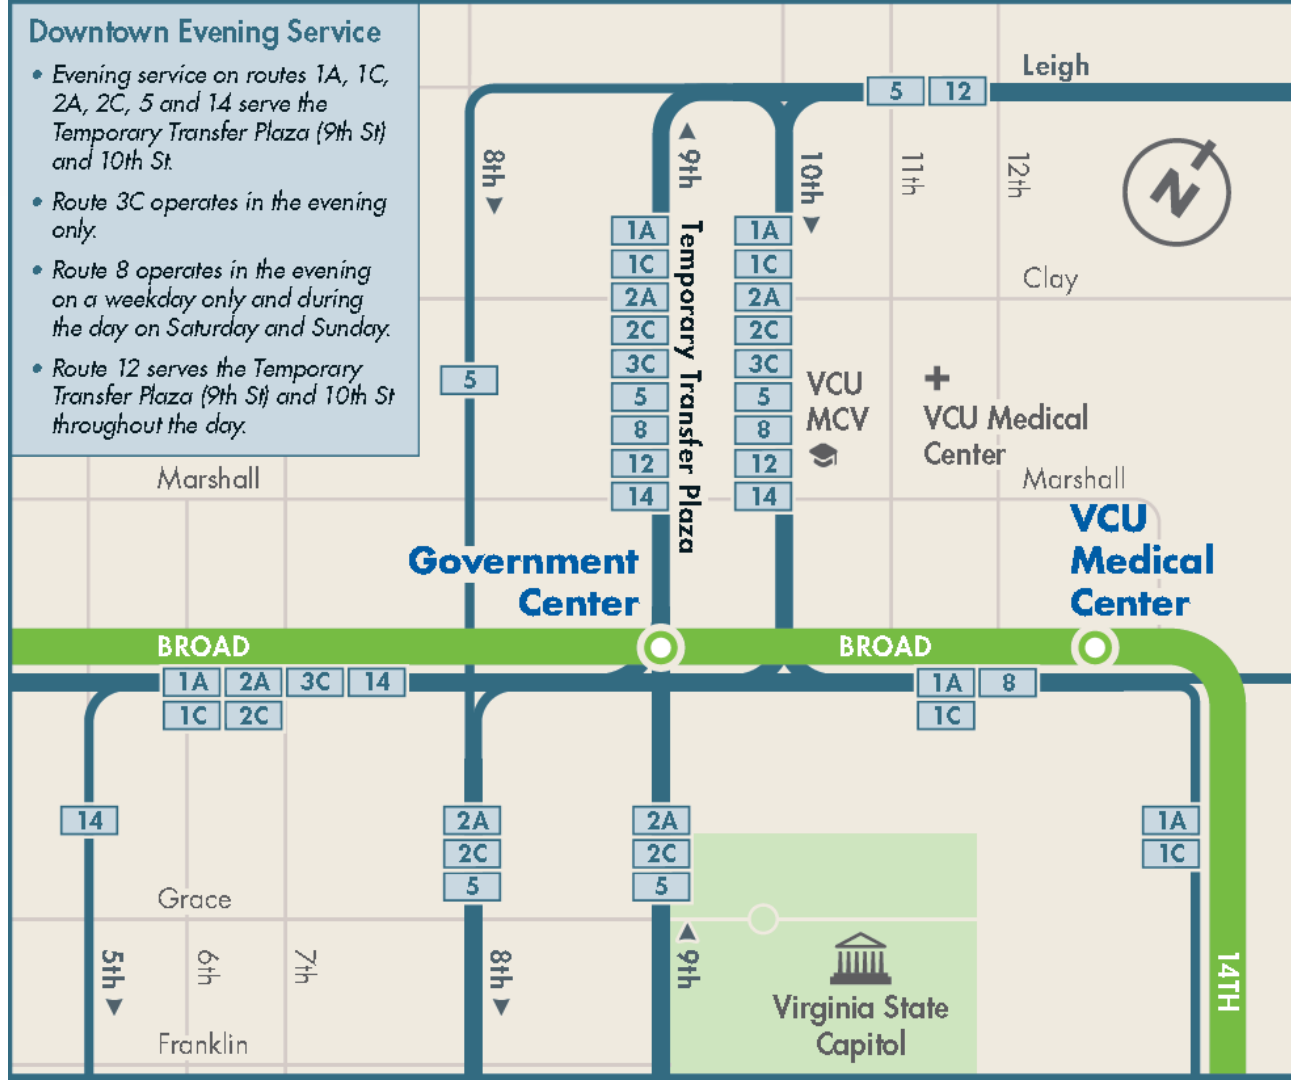 Downtown Evening Service
• Evening service on routes 1A, 1C,
2A, 2C, 5 and 14 serve the
Temporary Transfer Plaza (9th St)
and 10th St.
• Route 3C operates in the evening
only.
• Route 8 operates in the evening
on a weekday only and during
the day on Saturday and Sunday.
• Route 12 serves the Temporary
Transfer Plaza (9th St) and 10th St
throughout the day.
Leigh
5 12
8th
9th
10th
11th
12th
N
Clay
1A
1C
2A
2C
3C
5
8
12
14
Temporary Transfer Plaza
1A
1C
2A
2C
3C
5
8
12
14
5
VCU
MCV
VCU Medical
Center
Marshall
Marshall
Government
Center
VCU
Medical
Center
BROAD
BROAD
1A 2A 3C 14
1C 2C
1A 8
1C
14
2A
2C
5
2A
2C
5
1A
1C
Grace
5th
6th
7th
8th
9th
14TH
Virginia State
Capitol
Franklin